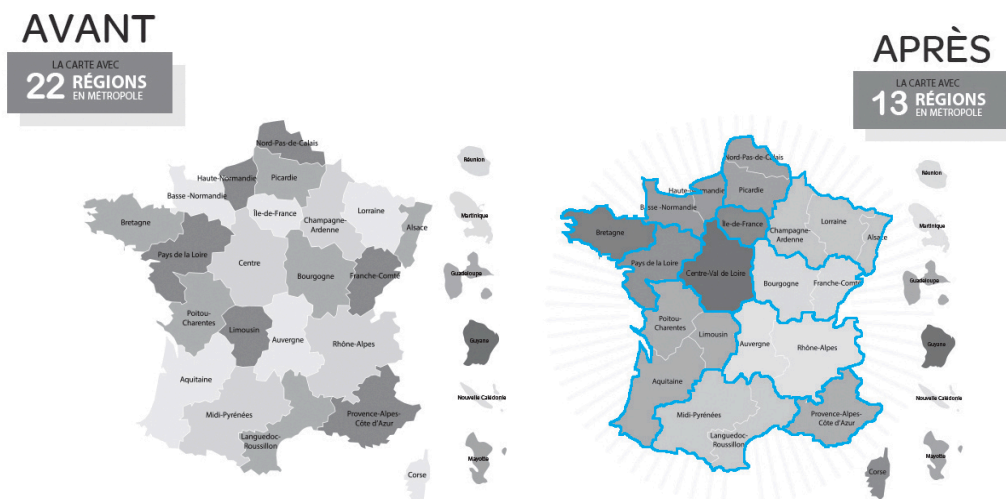 AVANT
LA CARTE AVEC
22 RÉGIONS
EN MÉTROPOLE
Nord-Pas-de-Calais
Haute-Normandie
Picardie
Basse -Normandie
Île-de-France
Lorraine
Champagne-
Ardenne
Alsace
Bretagne
Pays de la Loire
Centre
Bourgogne
Franche-Comté
Poitou-
Charentes
Limousin
Auvergne
Rhône-Alpes
Aquitaine
Midi-Pyrénées
Languedoc-
Roussillon
Provence-Alpes-
Côte d'Azur
Corse
Réunion
Martinique
Guadeloupe
Guyane
Nouvelle Calédonie
Mayotte
APRÈS
LA CARTE AVEC
13 RÉGIONS
EN MÉTROPOLE
Nord-Pas-de-Calais
Haute-Normandie
Picardie
Basse -Normandie
Île-de-France
Lorraine
Champagne-
Ardenne
Alsace
Bretagne
Pays de la Loire
Centre-Val de Loire
Bourgogne
Franche-Comté
Poitou-
Charentes
Limousin
Auvergne
Rhône-Alpes
Aquitaine
Midi-Pyrénées
Languedoc-
Roussillon
Provence-Alpes-
Côte d'Azur
Corse
Réunion
Martinique
Guadeloupe
Guyane
Nouvelle Calédonie
Mayotte